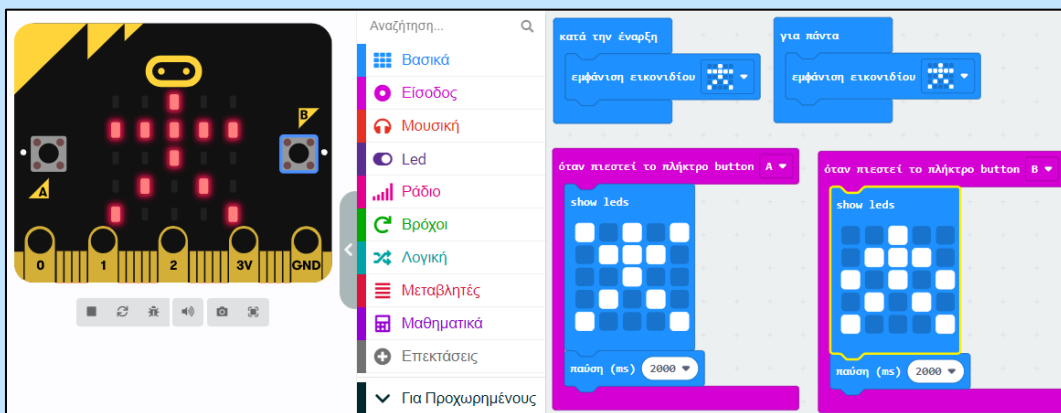 B
A
0 1 2 3V GND
Αναζήτηση...
Βασικά
Είσοδος
Μουσική
Led
Ράδιο
Βρόχοι
Λογική
Μεταβλητές
Μαθηματικά
Επεκτάσεις
Για Προχωρημένους
κατά την έναρξη
εμφάνιση εικονιδίου
για πάντα
εμφάνιση εικονιδίου
όταν πιεστεί το πλήκτρο button A
show leds
παύση (ms) 2000
όταν πιεστεί το πλήκτρο button B
show leds
παύση (ms) 2000